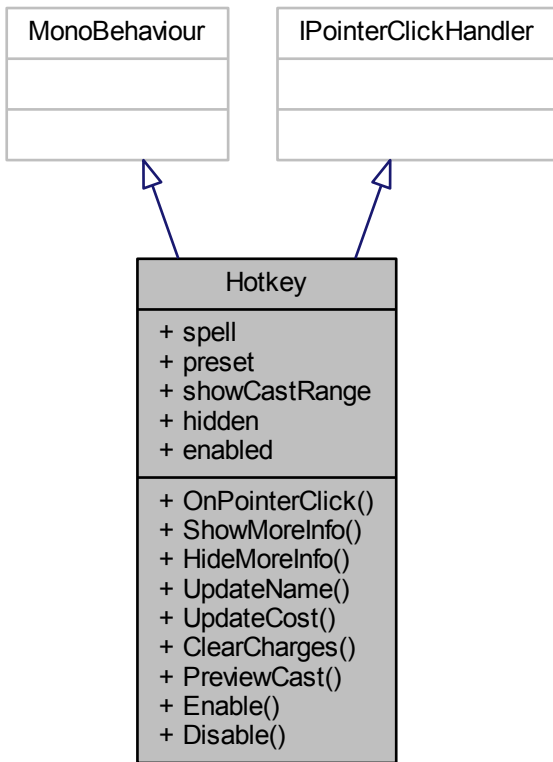 MonoBehaviour
IPointerClickHandler
Hotkey
+ spell
+ preset
+ showCastRange
+ hidden
+ enabled
+ OnPointerClick()
+ ShowMoreInfo()
+ HideMoreInfo()
+ UpdateName()
+ UpdateCost()
+ ClearCharges()
+ PreviewCast()
+ Enable()
+ Disable()